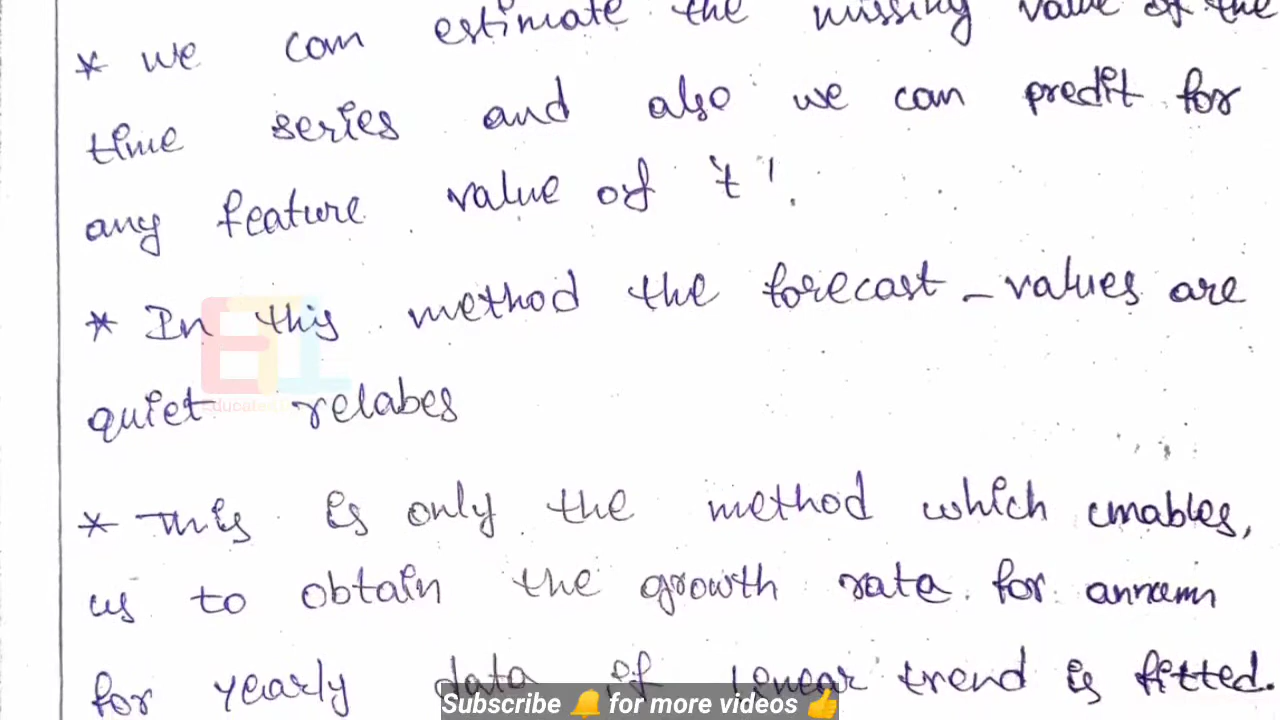 * we can estimate the missing value of the
time series and also we can predit for
any feature value of 't'.
* In this method the forecast - values are
quiet relabes
* This is only the method which enables,
us to obtain the growth rate for annum
for yearly data if lenear trend is fitted.
Educated
Subscribe 🔔 for more videos 👍